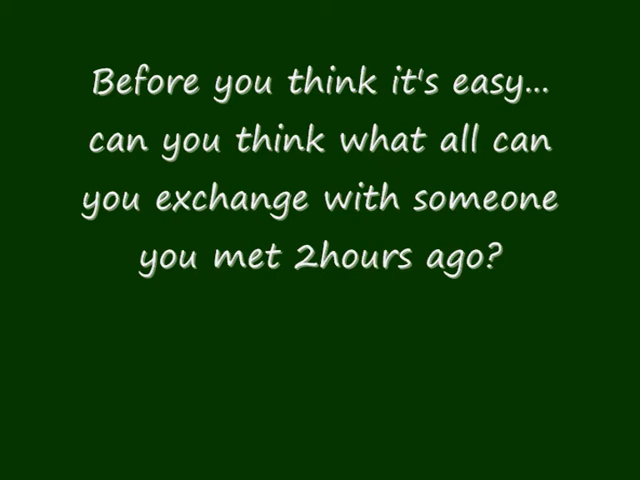 Before you think it's easy...
can you think what all can
you exchange with someone
you met 2hours ago?